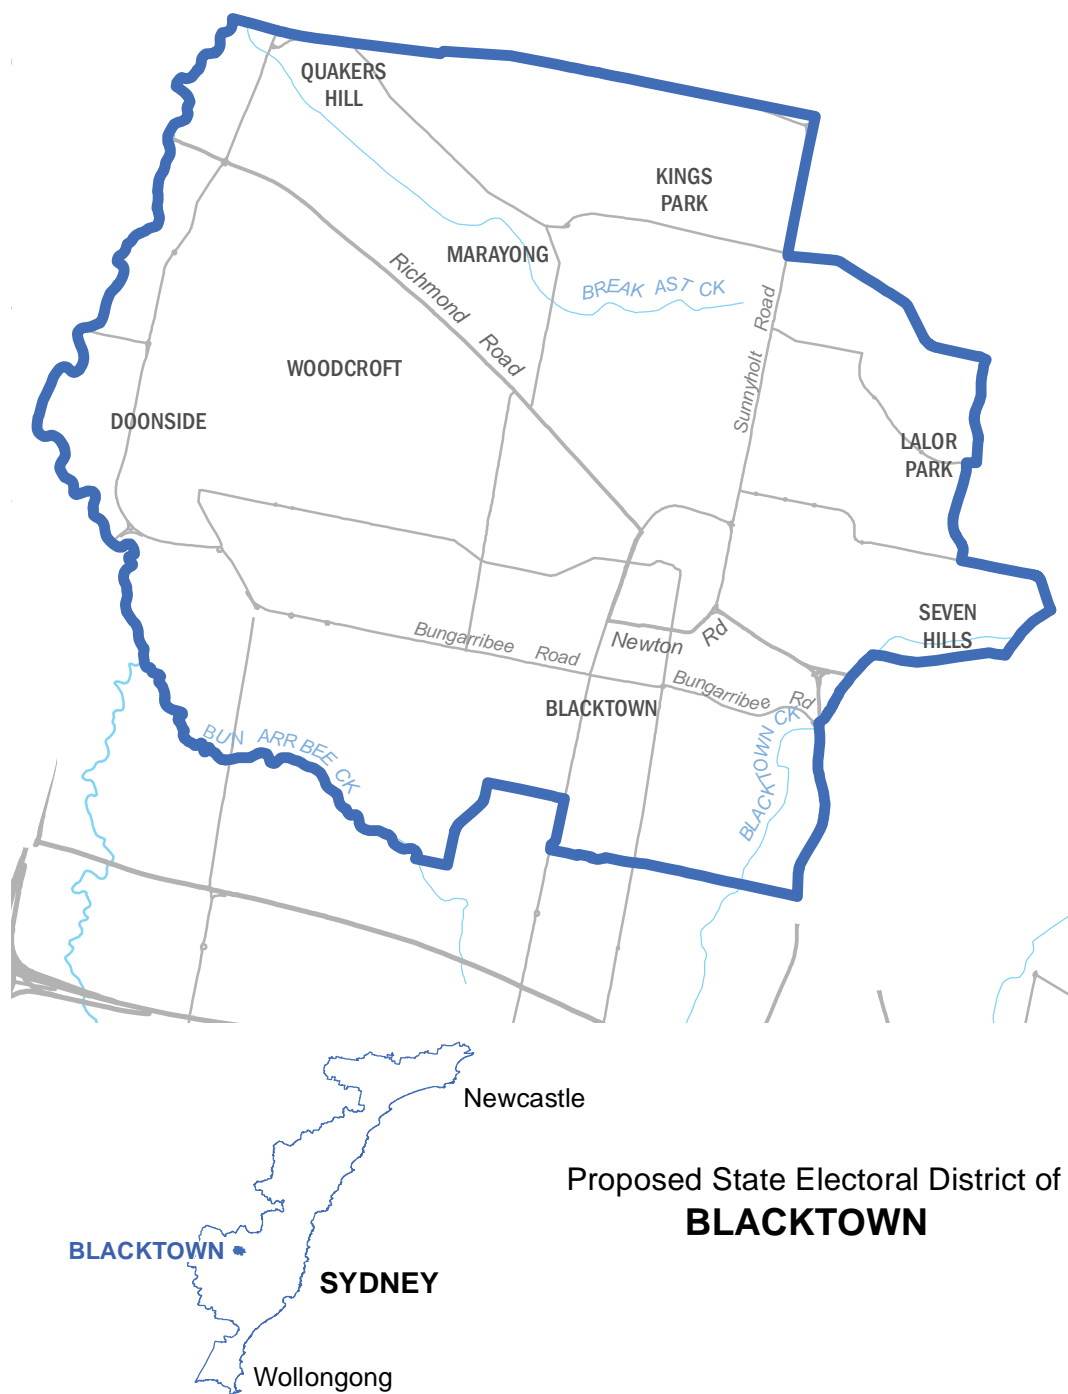 QUAKERS
HILL
KINGS
PARK
MARAYONG
Richmond Road
BREAK AST CK
Sunnyholt Road
WOODCROFT
DOONSIDE
LALOR
PARK
SEVEN
HILLS
Bungarribee Road
Newton Rd
Bungarribee Rd
BLACKTOWN
BUN ARR BEE CK
BLACKTOWN CK
Newcastle
Proposed State Electoral District of
BLACKTOWN
BLACKTOWN
SYDNEY
Wollongong